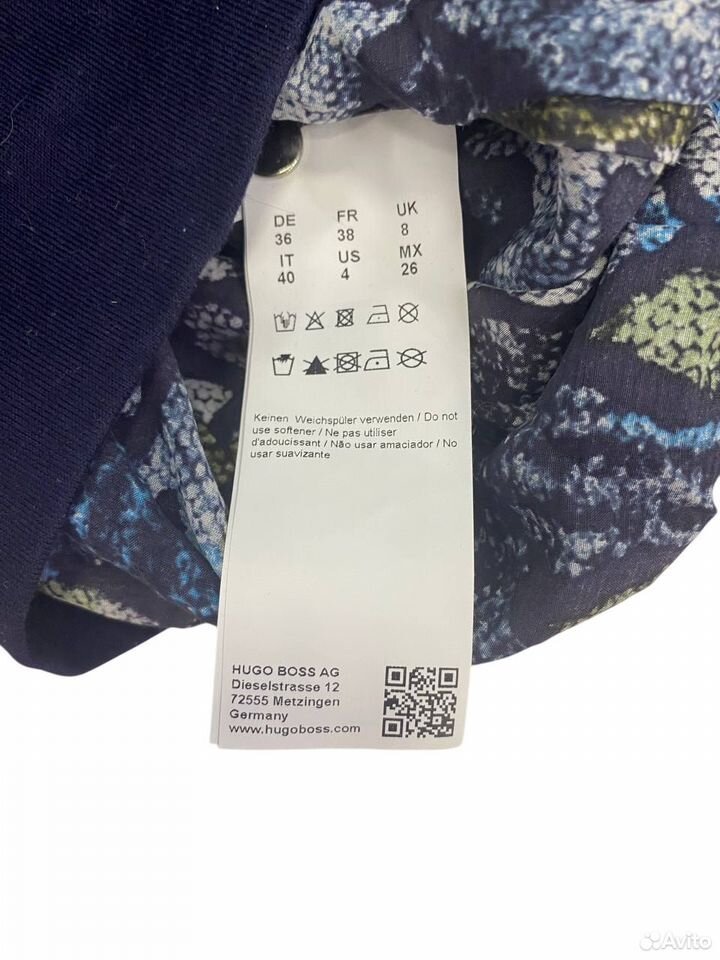 DE FR UK
36 38 8
IT US MX
40 4 26
Keinen Weichspüler verwenden / Do not
use softener / Ne pas utiliser
d'adoucissant / Não usar amaciador / No
usar suavizante
HUGO BOSS AG
Dieselstrasse 12
72555 Metzingen
Germany
www.hugoboss.com
Avito